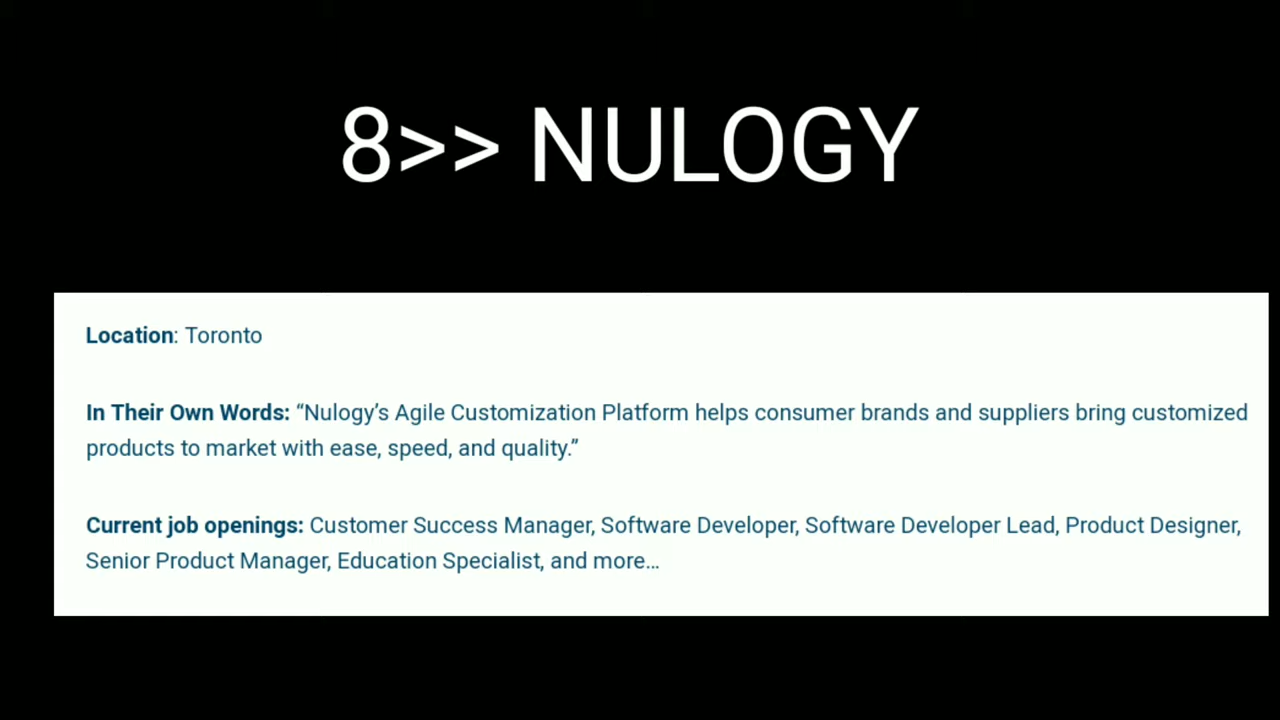 8>> NULOGY
Location: Toronto
In Their Own Words: “Nulogy’s Agile Customization Platform helps consumer brands and suppliers bring customized
products to market with ease, speed, and quality.”
Current job openings: Customer Success Manager, Software Developer, Software Developer Lead, Product Designer,
Senior Product Manager, Education Specialist, and more…